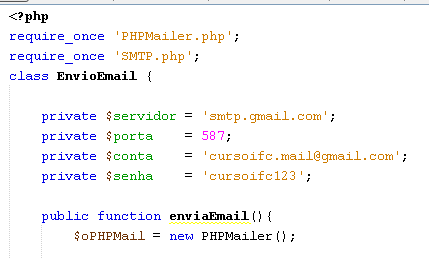 <?php
require_once 'PHPMailer.php';
require_once 'SMTP.php';
class EnvioEmail {
private $servidor = 'smtp.gmail.com';
private $porta = 587;
private $conta = 'cursoifc.mail@gmail.com';
private $senha = 'cursoifc123';
public function enviaEmail(){
$oPHPMail = new PHPMailer();